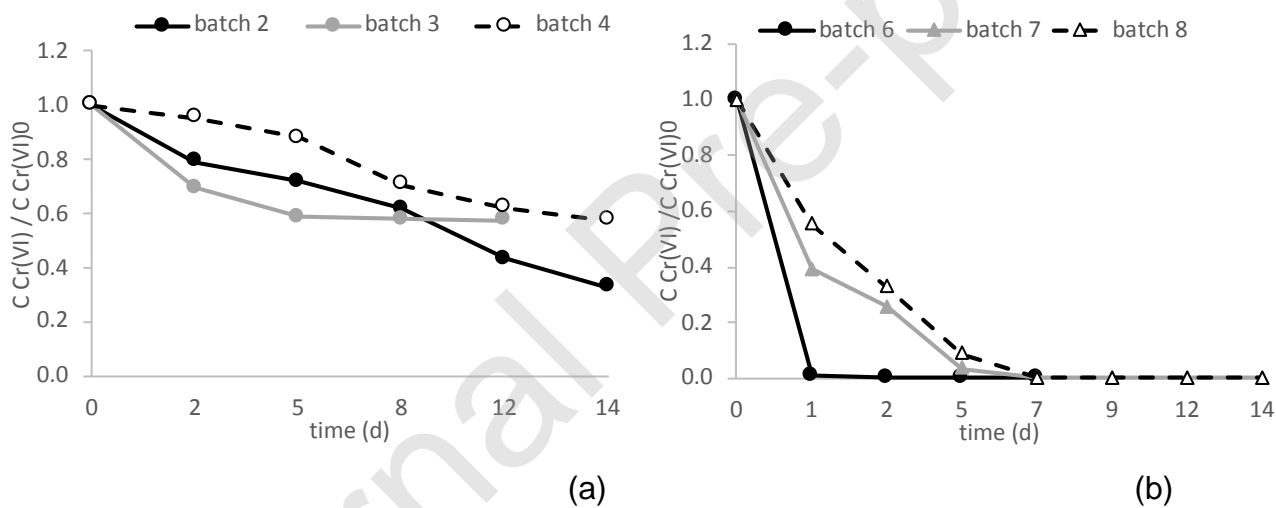 batch 2 batch 3 batch 4
C Cr(VI) / C Cr(VI)0
1.2
1.0
0.8
0.6
0.4
0.2
0.0
0 2 5 8 12 14
time (d)
(a)
batch 6 batch 7 batch 8
C Cr(VI) /C Cr(VI)0
1.2
1.0
0.8
0.6
0.4
0.2
0.0
0 1 2 5 7 9 12 14
time (d)
(b)
rnal Pre-p